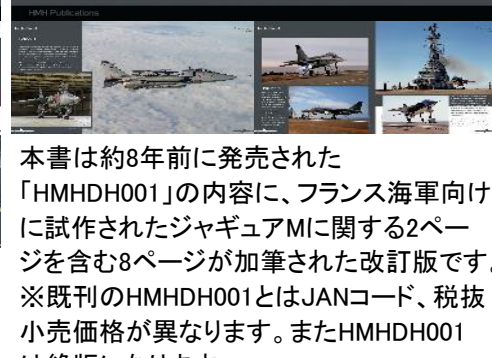 HMH Publications
本書は約8年前に発売された
「HMHDH001」の内容に、フランス海軍向け
に試作されたジャギュアMに関する2ペー
ジを含む8ページが加筆された改訂版です。
※既刊のHMHDH001とはJANコード、税抜
小売価格が異なります。またHMHDH001